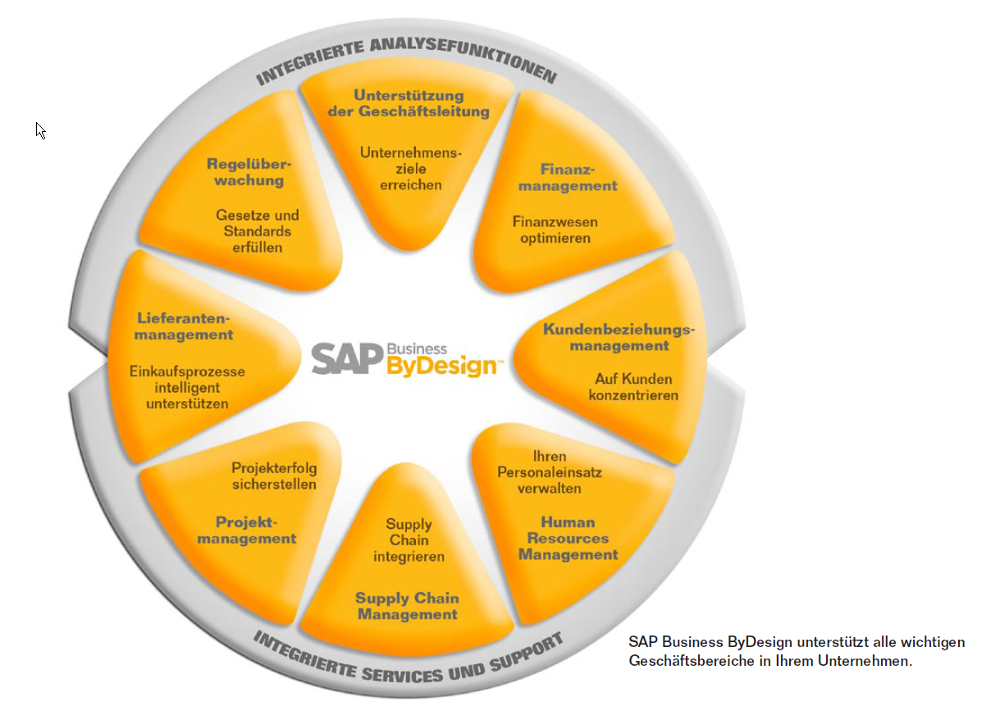 INTEGRIERTE ANALYSEFUNKTIONEN
Unterstützung
der Geschäftsleitung
Unternehmens-
ziele
erreichen
Finanz-
management
Finanzwesen
optimieren
Kundenbeziehungs-
management
Auf Kunden
konzentrieren
Ihren
Personaleinsatz
verwalten
Human
Resources
Management
Supply
Chain
integrieren
Supply Chain
Management
Projekterfolg
sicherstellen
Projekt-
management
Lieferanten-
management
Einkaufsprozesse
intelligent
unterstützen
Regelüber-
wachung
Gesetze und
Standards
erfüllen
SAP Business
ByDesign™
INTEGRIERTE SERVICES UND SUPPORT
SAP Business ByDesign unterstützt alle wichtigen
Geschäftsbereiche in Ihrem Unternehmen.